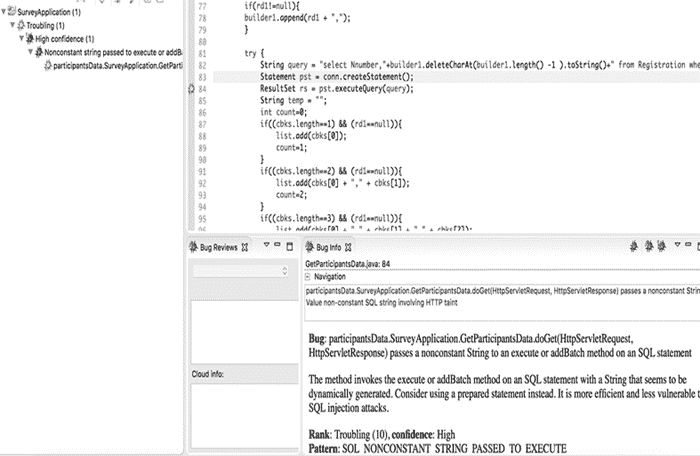 SurveyApplication (1)
Troubling (1)
High confidence (1)
Nonconstant string passed to execute or addB
participantsData.SurveyApplication.GetParti
77 if(rd1!=null){
78 builder1.append(rd1 + ",");
79 }
80
81 try {
82 String query = "select Nnumber,"+builder1.deleteCharAt(builder1.length() -1 ).toString()+" from Registration whe
83 Statement pst = conn.createStatement();
84 ResultSet rs = pst.executeQuery(query);
85 String temp = "";
86 int count=0;
87 if((cbks.length==1) && (rd1==null)){
88 list.add(cbks[0]);
89 count=1;
90 }
91 if((cbks.length==2) && (rd1==null)){
92 list.add(cbks[0] + "," + cbks[1]);
93 count=2;
94 }
95 if((cbks.length==3) && (rd1==null)){
96 list.add(cbks[0] + "," + cbks[1] + "," + cbks[2]);
Bug Reviews
Cloud info:
Bug Info
GetParticipantsData.java: 84
Navigation
participantsData.SurveyApplication.GetParticipantsData.doGet(HttpServletRequest, HttpServletResponse) passes a nonconstant Strin
Value non-constant SQL string involving HTTP taint
Bug: participantsData.SurveyApplication.GetParticipantsData.doGet(HttpServletRequest,
HttpServletResponse) passes a nonconstant String to an execute or addBatch method on an SQL statement
The method invokes the execute or addBatch method on an SQL statement with a String that seems to be
dynamically generated. Consider using a prepared statement instead. It is more efficient and less vulnerable t
SQL injection attacks.
Rank: Troubling (10), confidence: High
Pattern: SQL_NONCONSTANT_STRING_PASSED_TO_EXECUTE